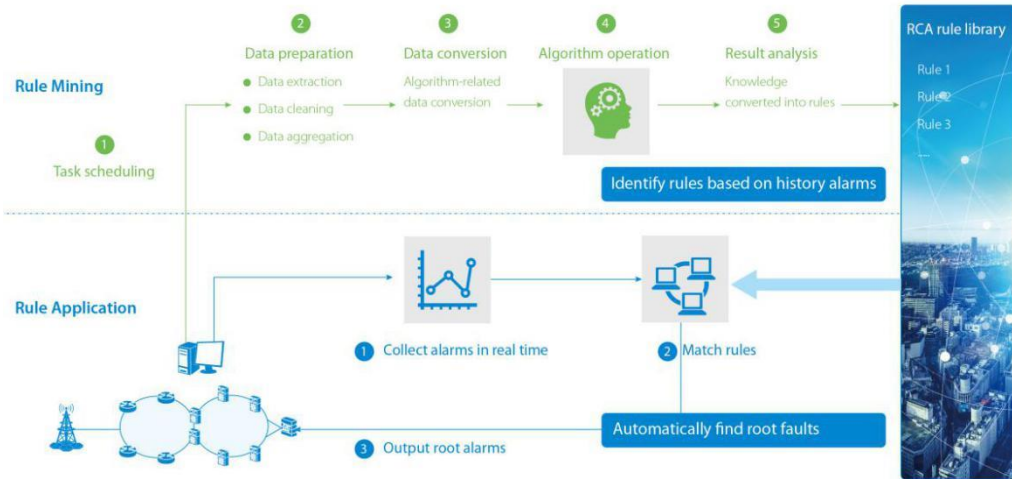 2
3
4
5
RCA rule library
Data preparation
Data conversion
Algorithm operation
Result analysis
Rule Mining
Data extraction
Data cleaning
Data aggregation
Algorithm-related
data conversion
Knowledge
converted into rules
Rule 1
Rule 2
Rule 3
......
1
Task scheduling
Identify rules based on history alarms
Rule Application
1 Collect alarms in real time
2 Match rules
3 Output root alarms
Automatically find root faults